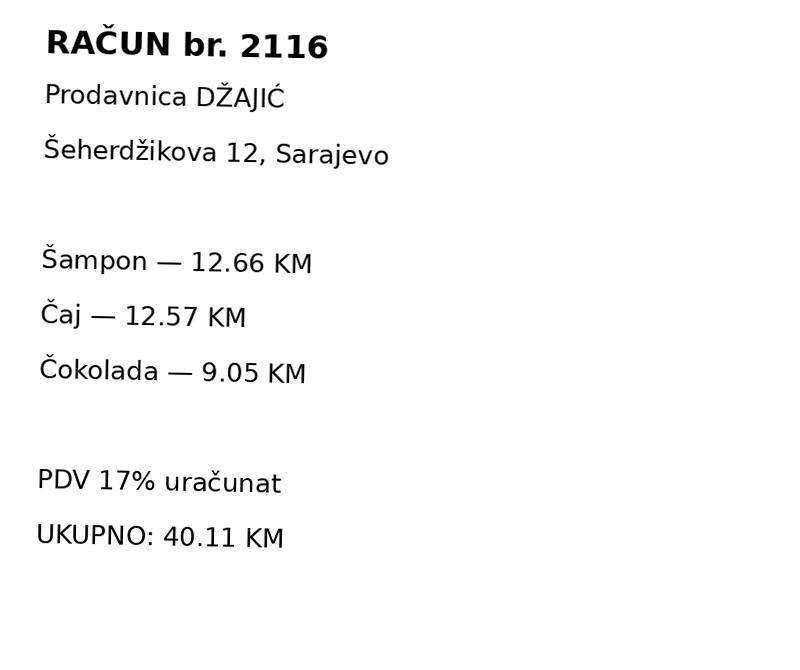 RAČUN br. 2116
Prodavnica DŽAJIĆ
Šeherdžikova 12, Sarajevo
Šampon — 12.66 KM
Čaj — 12.57 KM
Čokolada — 9.05 KM
PDV 17% uračunat
UKUPNO: 40.11 KM